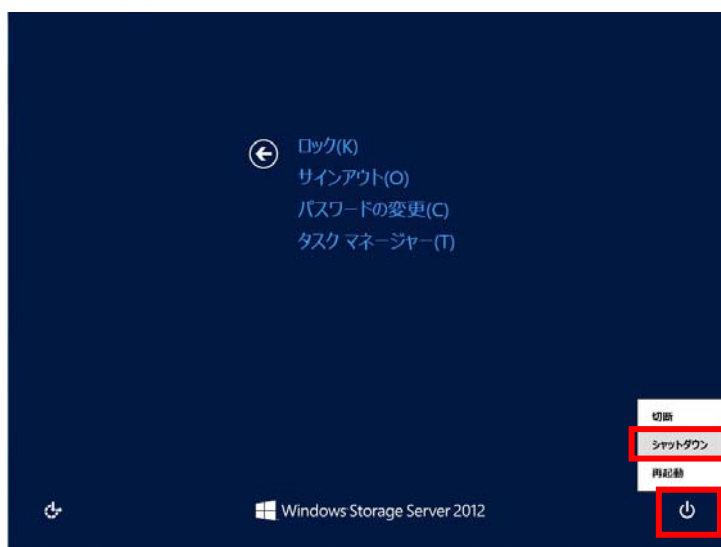 ロック(K)
サインアウト(O)
パスワードの変更(C)
タスク マネージャー(T)
切断
シャットダウン
再起動
Windows Storage Server 2012